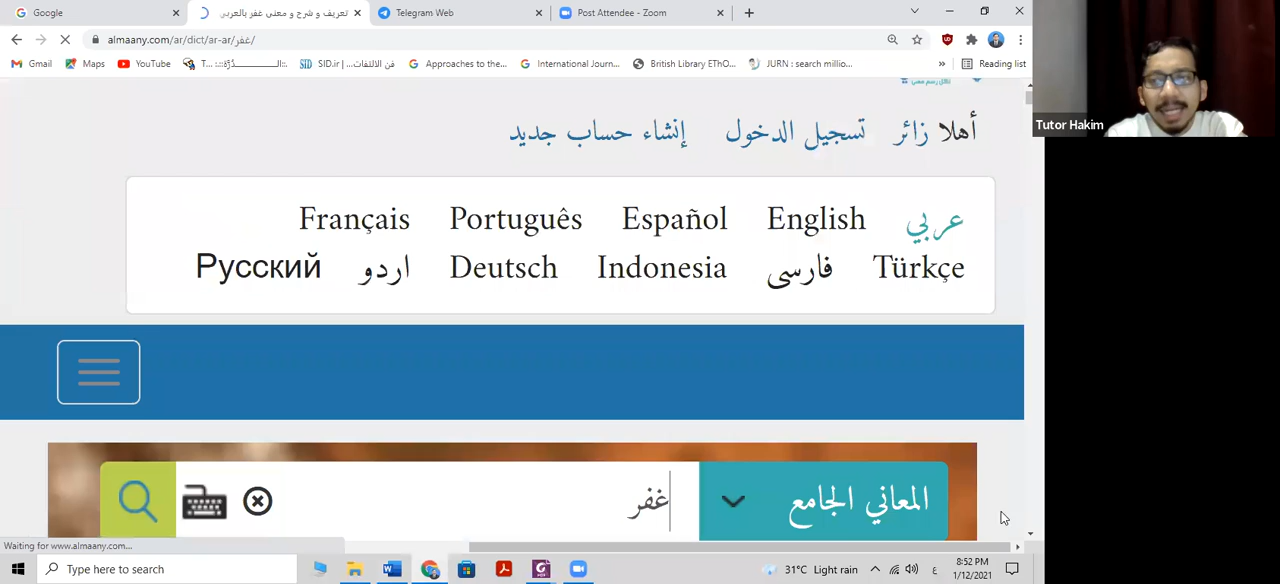 Google
تعريف و شرح و معنى غفر بالعربي
Telegram Web
Post Attendee - Zoom
almaany.com/ar/dict/ar-ar/غفر/
Gmail
Maps
YouTube
SID.ir | فن الالتفات...
Approaches to the...
International Journ...
British Library EThO...
JURN : search millio...
»
Reading list
Tutor Hakim
أهلا زائر تسجيل الدخول إنشاء حساب جديد
عربي English Español Português Français
Türkçe فارسی Indonesia Deutsch اردو Русский
المعاني الجامع
غفر
Waiting for www.almaany.com...
Type here to search
31°C Light rain
ع
8:52 PM
1/12/2021